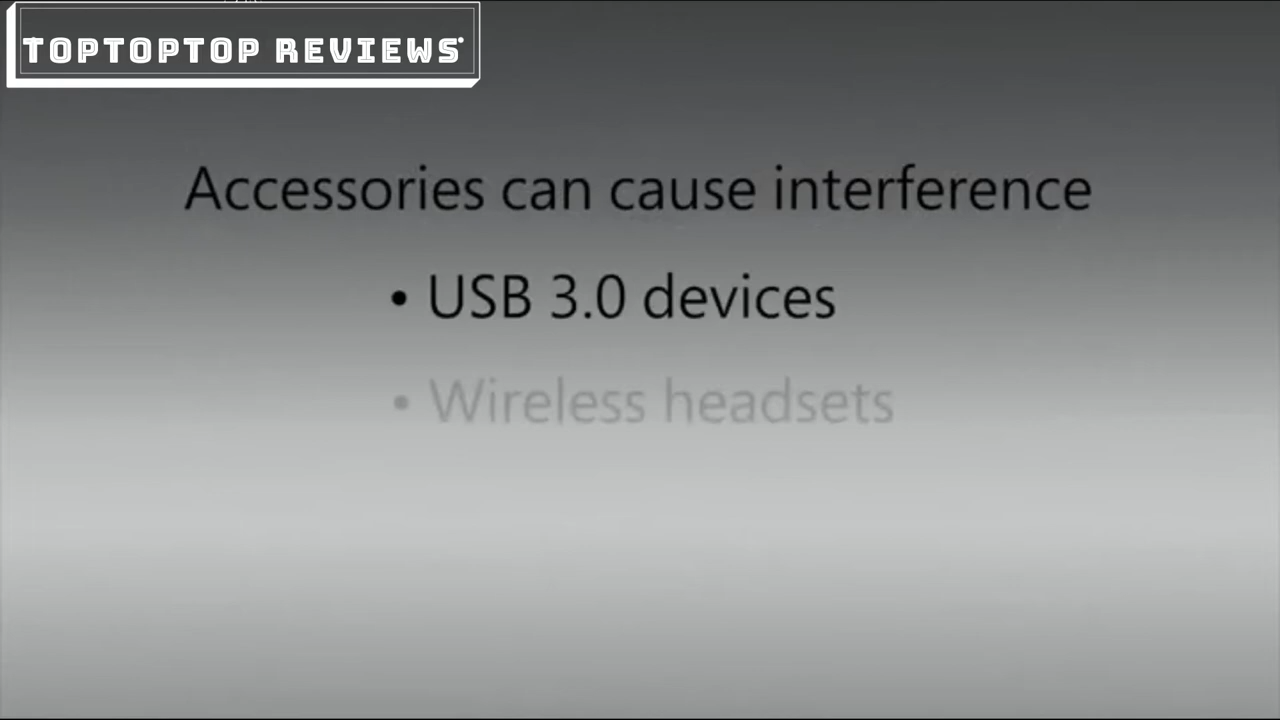 TOPTOPTOP REVIEWS
Accessories can cause interference
• USB 3.0 devices
• Wireless headsets